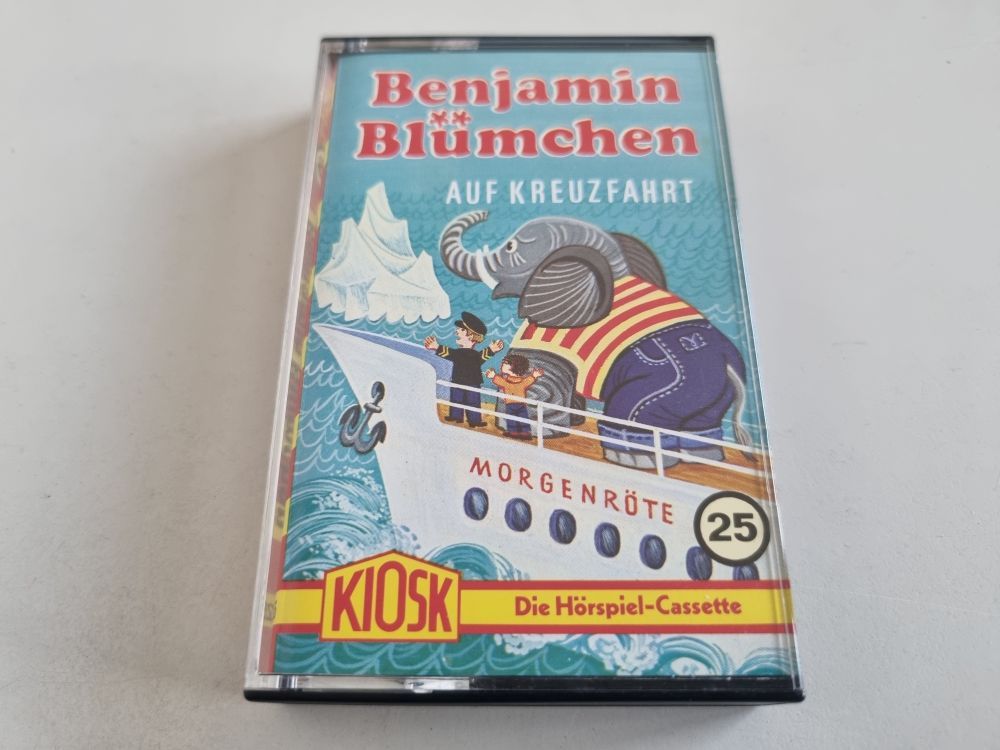 Benjamin
Blümchen
AUF KREUZFAHRT
MORGENRÖTE
25
KIOSK
Die Hörspiel-Cassette